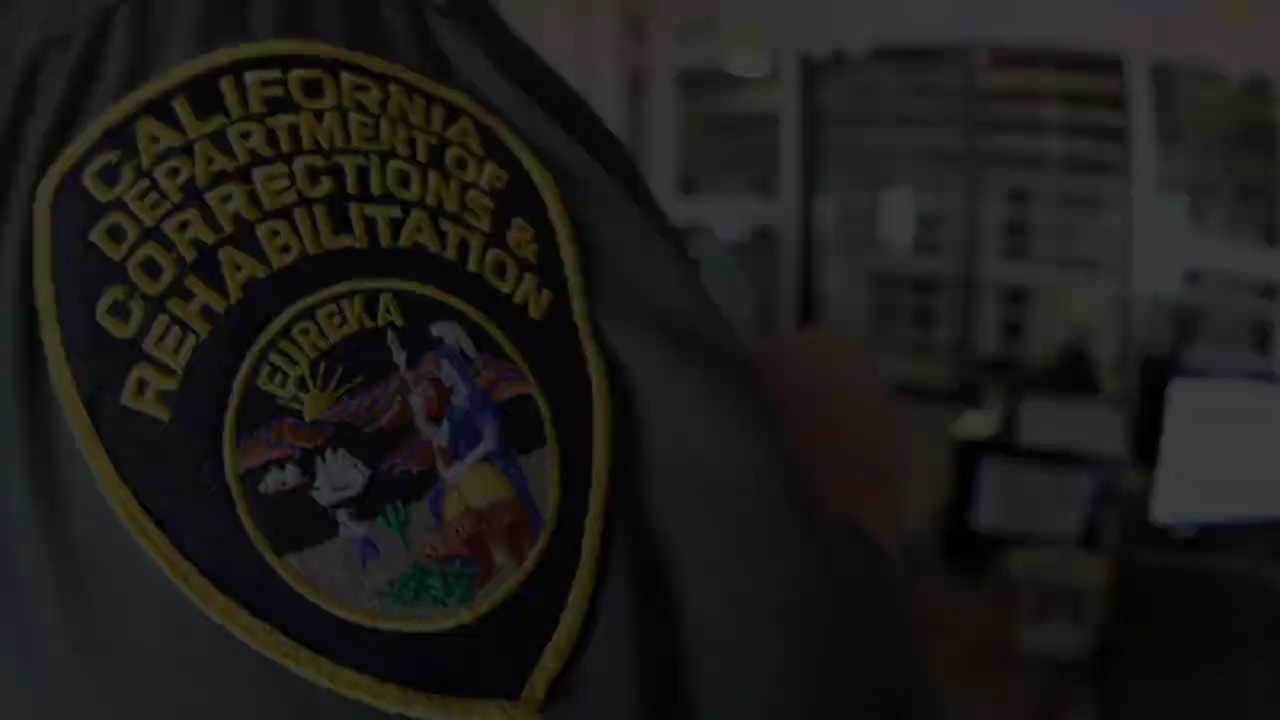 CALIFORNIA
DEPARTMENT OF
CORRECTIONS &
REHABILITATION
EUREKA